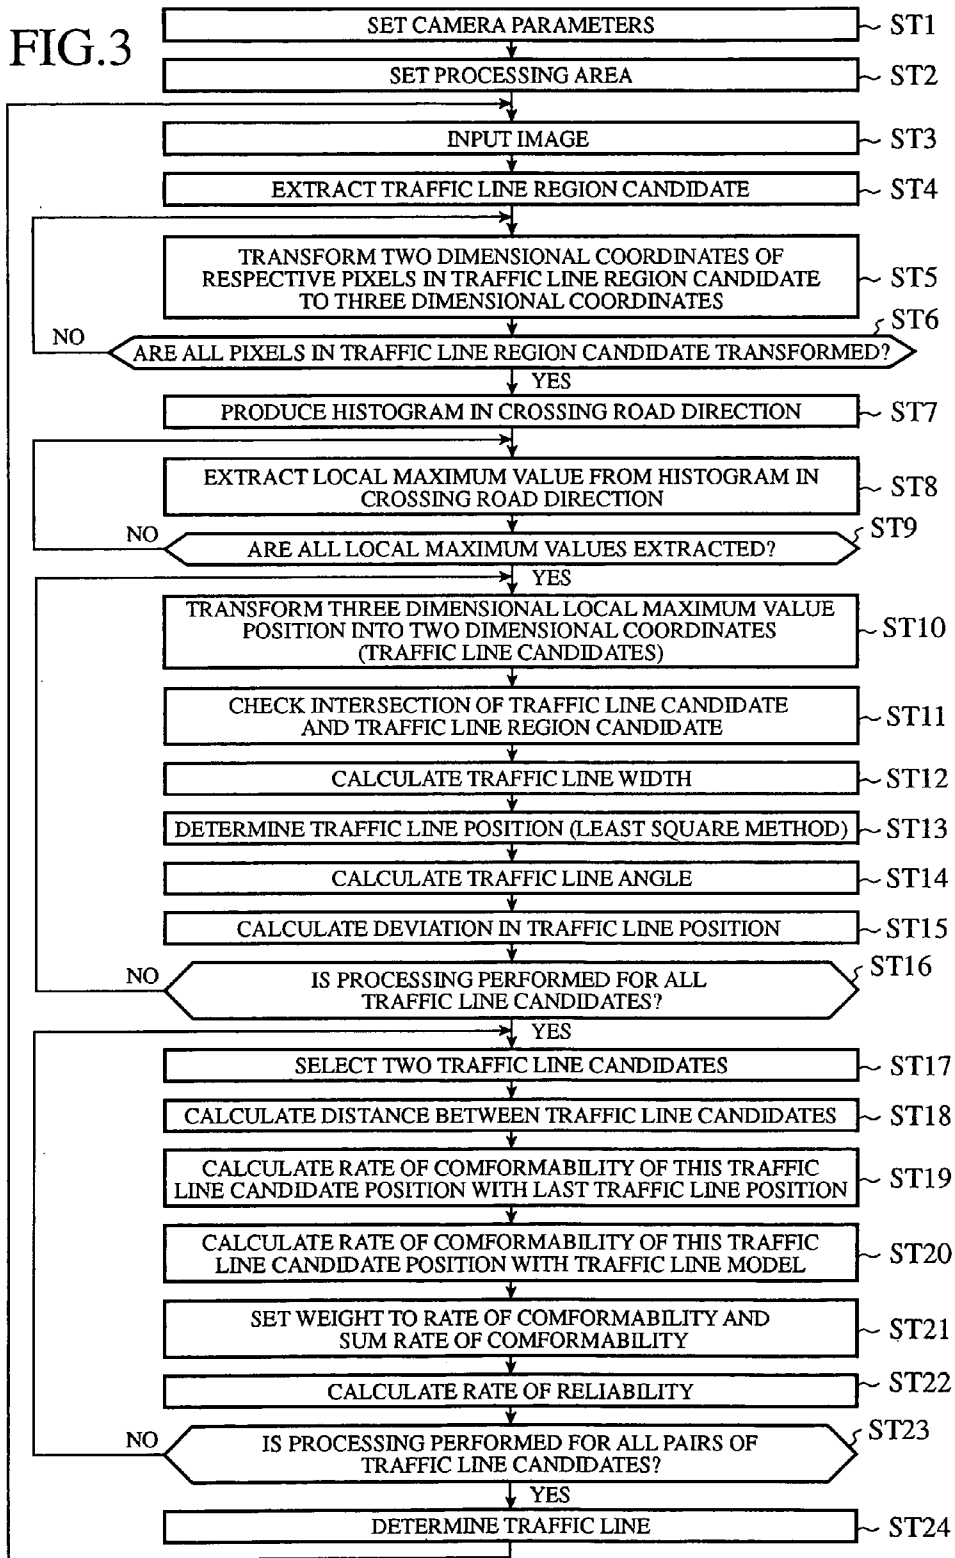 FIG.3
SET CAMERA PARAMETERS
ST1
SET PROCESSING AREA
ST2
INPUT IMAGE
ST3
EXTRACT TRAFFIC LINE REGION CANDIDATE
ST4
TRANSFORM TWO DIMENSIONAL COORDINATES OF
RESPECTIVE PIXELS IN TRAFFIC LINE REGION CANDIDATE
TO THREE DIMENSIONAL COORDINATES
ST5
ST6
NO
ARE ALL PIXELS IN TRAFFIC LINE REGION CANDIDATE TRANSFORMED?
YES
PRODUCE HISTOGRAM IN CROSSING ROAD DIRECTION
ST7
EXTRACT LOCAL MAXIMUM VALUE FROM HISTOGRAM IN
CROSSING ROAD DIRECTION
ST8
ST9
NO
ARE ALL LOCAL MAXIMUM VALUES EXTRACTED?
YES
TRANSFORM THREE DIMENSIONAL LOCAL MAXIMUM VALUE
POSITION INTO TWO DIMENSIONAL COORDINATES
(TRAFFIC LINE CANDIDATES)
ST10
CHECK INTERSECTION OF TRAFFIC LINE CANDIDATE
AND TRAFFIC LINE REGION CANDIDATE
ST11
CALCULATE TRAFFIC LINE WIDTH
ST12
DETERMINE TRAFFIC LINE POSITION (LEAST SQUARE METHOD)
ST13
CALCULATE TRAFFIC LINE ANGLE
ST14
CALCULATE DEVIATION IN TRAFFIC LINE POSITION
ST15
ST16
NO
IS PROCESSING PERFORMED FOR ALL
TRAFFIC LINE CANDIDATES?
YES
SELECT TWO TRAFFIC LINE CANDIDATES
ST17
CALCULATE DISTANCE BETWEEN TRAFFIC LINE CANDIDATES
ST18
CALCULATE RATE OF COMFORMABILITY OF THIS TRAFFIC
LINE CANDIDATE POSITION WITH LAST TRAFFIC LINE POSITION
ST19
CALCULATE RATE OF COMFORMABILITY OF THIS TRAFFIC
LINE CANDIDATE POSITION WITH TRAFFIC LINE MODEL
ST20
SET WEIGHT TO RATE OF COMFORMABILITY AND
SUM RATE OF COMFORMABILITY
ST21
CALCULATE RATE OF RELIABILITY
ST22
ST23
NO
IS PROCESSING PERFORMED FOR ALL PAIRS OF
TRAFFIC LINE CANDIDATES?
YES
DETERMINE TRAFFIC LINE
ST24